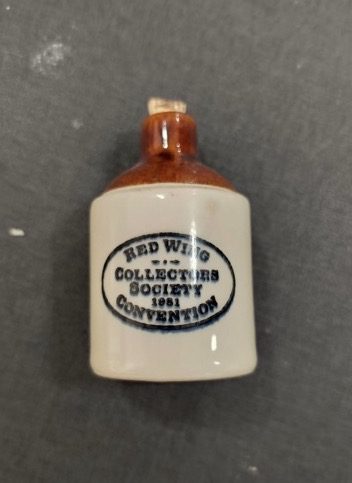 RED WING
COLLECTORS
SOCIETY
1981
CONVENTION